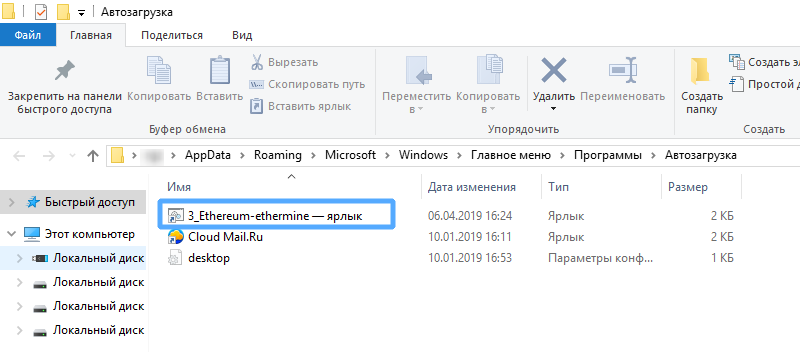 Автозагрузка
Файл Главная Поделиться Вид
Закрепить на панели быстрого доступа
Копировать
Вставить
Вырезать
Скопировать путь
Вставить ярлык
Буфер обмена
Переместить в
Копировать в
Удалить
Переименовать
Упорядочить
Создать папку
Создать эл
Простой д
Создать
AppData Roaming Microsoft Windows Главное меню Программы Автозагрузка
Быстрый доступ
Этот компьютер
Локальный диск
Локальный диск
Локальный диск
Локальный диск
Имя Дата изменения Тип Размер
3_Ethereum-ethermine — ярлык 06.04.2019 16:24 Ярлык 2 КБ
Cloud Mail.Ru 10.01.2019 16:11 Ярлык 2 КБ
desktop 10.01.2019 16:53 Параметры конф... 1 КБ